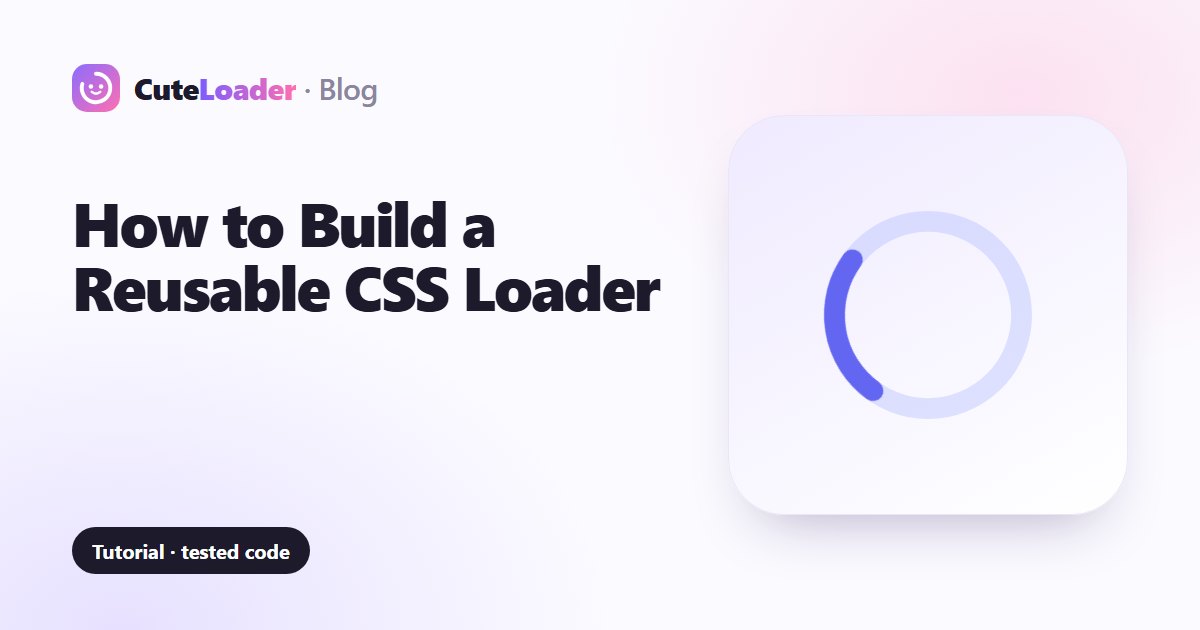 CuteLoader · Blog
How to Build a
Reusable CSS Loader
Tutorial · tested code